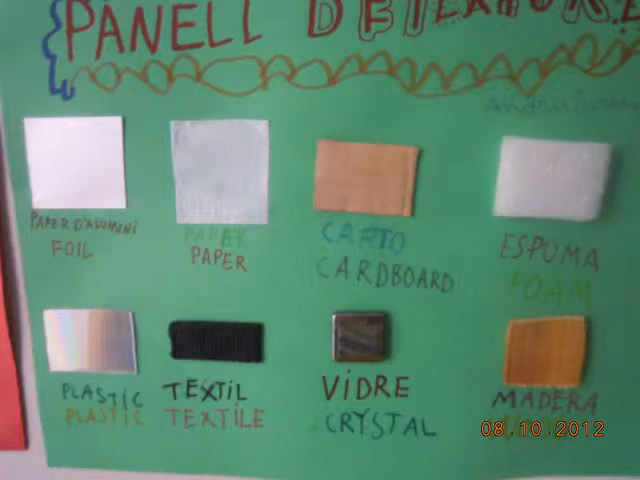 PANELL DE
PAPER D'ALUMINI
FOIL
PAPER
PAPER
CARTO
CARDBOARD
ESPUMA
FOAM
PLASTIC
PLASTIC
TEXTIL
TEXTILE
VIDRE
CRYSTAL
MADERA
08.10.2012